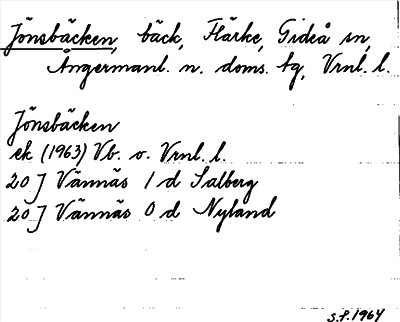 Jönsbäcken, bäck, Flärke, Gideå sn,
Ångermanl. n. doms. tg, Vrnl. l.
Jönsbäcken
ek (1963) Vb. o. Vrnl. l.
20 J Vännäs 1 d Salberg
20 J Vännäs 0 d Nyland
S.F. 1964